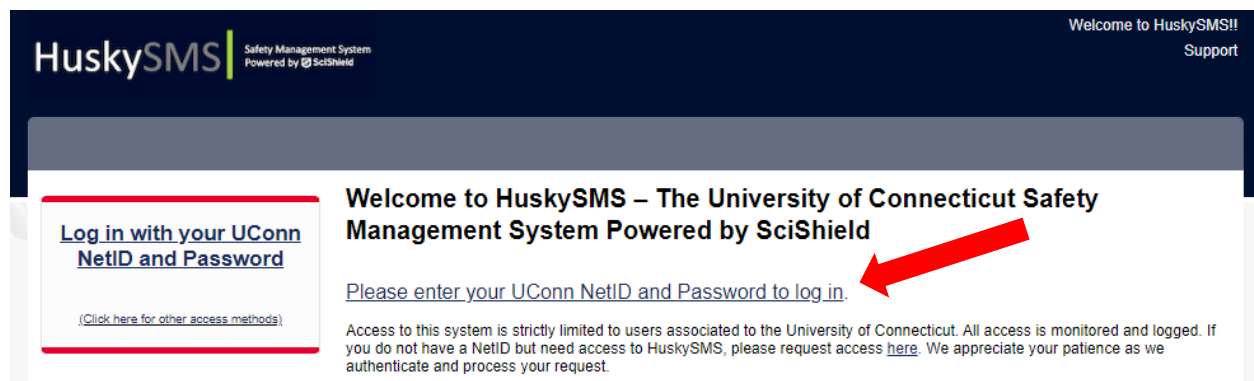 Welcome to HuskySMS!!
Support
HuskySMS
Safety Management System
Powered by SciShield
Log in with your UConn
NetID and Password
(Click here for other access methods)
Welcome to HuskySMS – The University of Connecticut Safety
Management System Powered by SciShield
Please enter your UConn NetID and Password to log in.
Access to this system is strictly limited to users associated to the University of Connecticut. All access is monitored and logged. If
you do not have a NetID but need access to HuskySMS, please request access here. We appreciate your patience as we
authenticate and process your request.